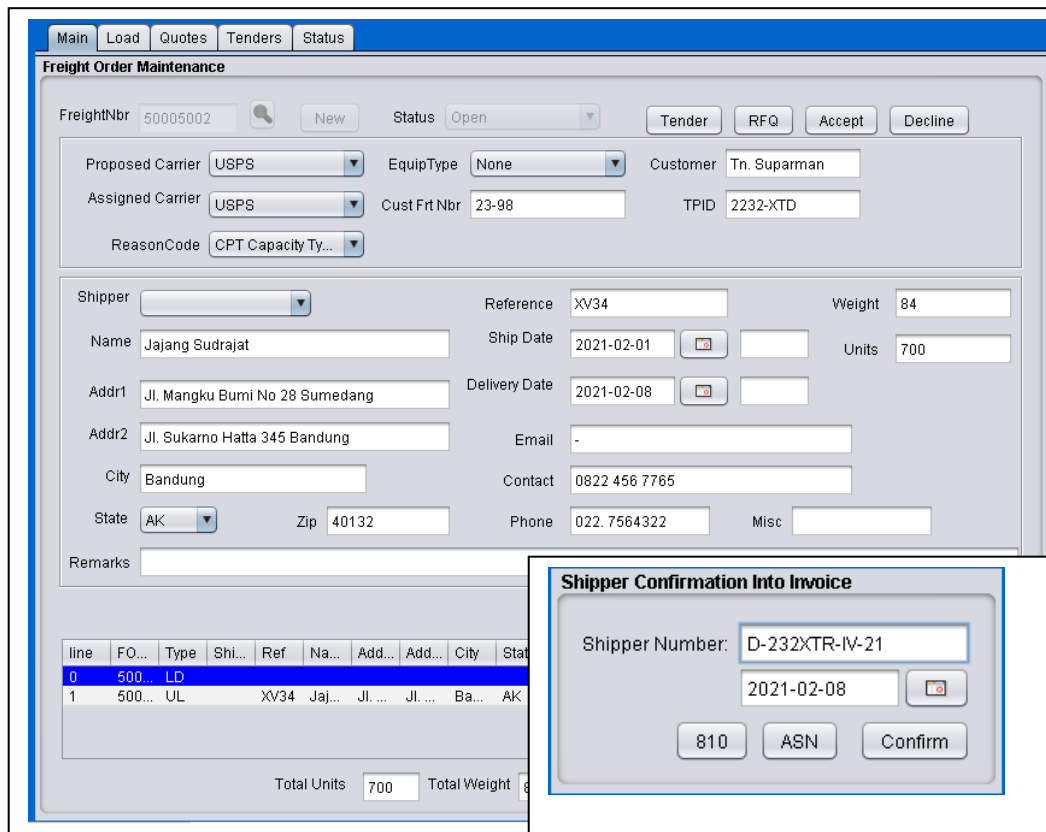 Main Load Quotes Tenders Status
Freight Order Maintenance
FreightNbr 50005002 New Status Open Tender RFQ Accept Decline
Proposed Carrier USPS EquipType None Customer Tn. Suparman
Assigned Carrier USPS Cust Frt Nbr 23-98 TPID 2232-XTD
ReasonCode CPT Capacity Ty...
Shipper Reference XV34 Weight 84
Name Jajang Sudrajat Ship Date 2021-02-01 Units 700
Addr1 Jl. Mangku Bumi No 28 Sumedang Delivery Date 2021-02-08
Addr2 Jl. Sukarno Hatta 345 Bandung Email -
City Bandung Contact 0822 456 7765
State AK Zip 40132 Phone 022. 7564322 Misc
Remarks
line FO... Type Shi... Ref Na... Add... Add... City Stat
0 500... LD
1 500... UL XV34 Jaj... Jl. ... Jl. ... Ba... AK
Total Units 700 Total Weight
Shipper Confirmation Into Invoice
Shipper Number: D-232XTR-IV-21
2021-02-08
810 ASN Confirm